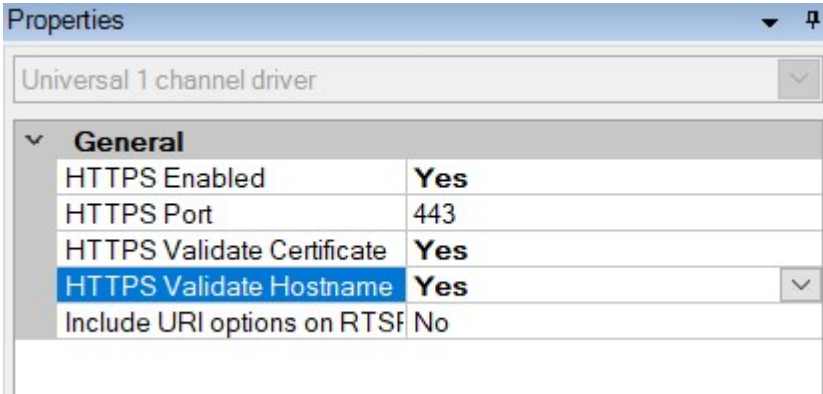 Properties
Universal 1 channel driver
General
HTTPS Enabled Yes
HTTPS Port 443
HTTPS Validate Certificate Yes
HTTPS Validate Hostname Yes
Include URI options on RTSF No